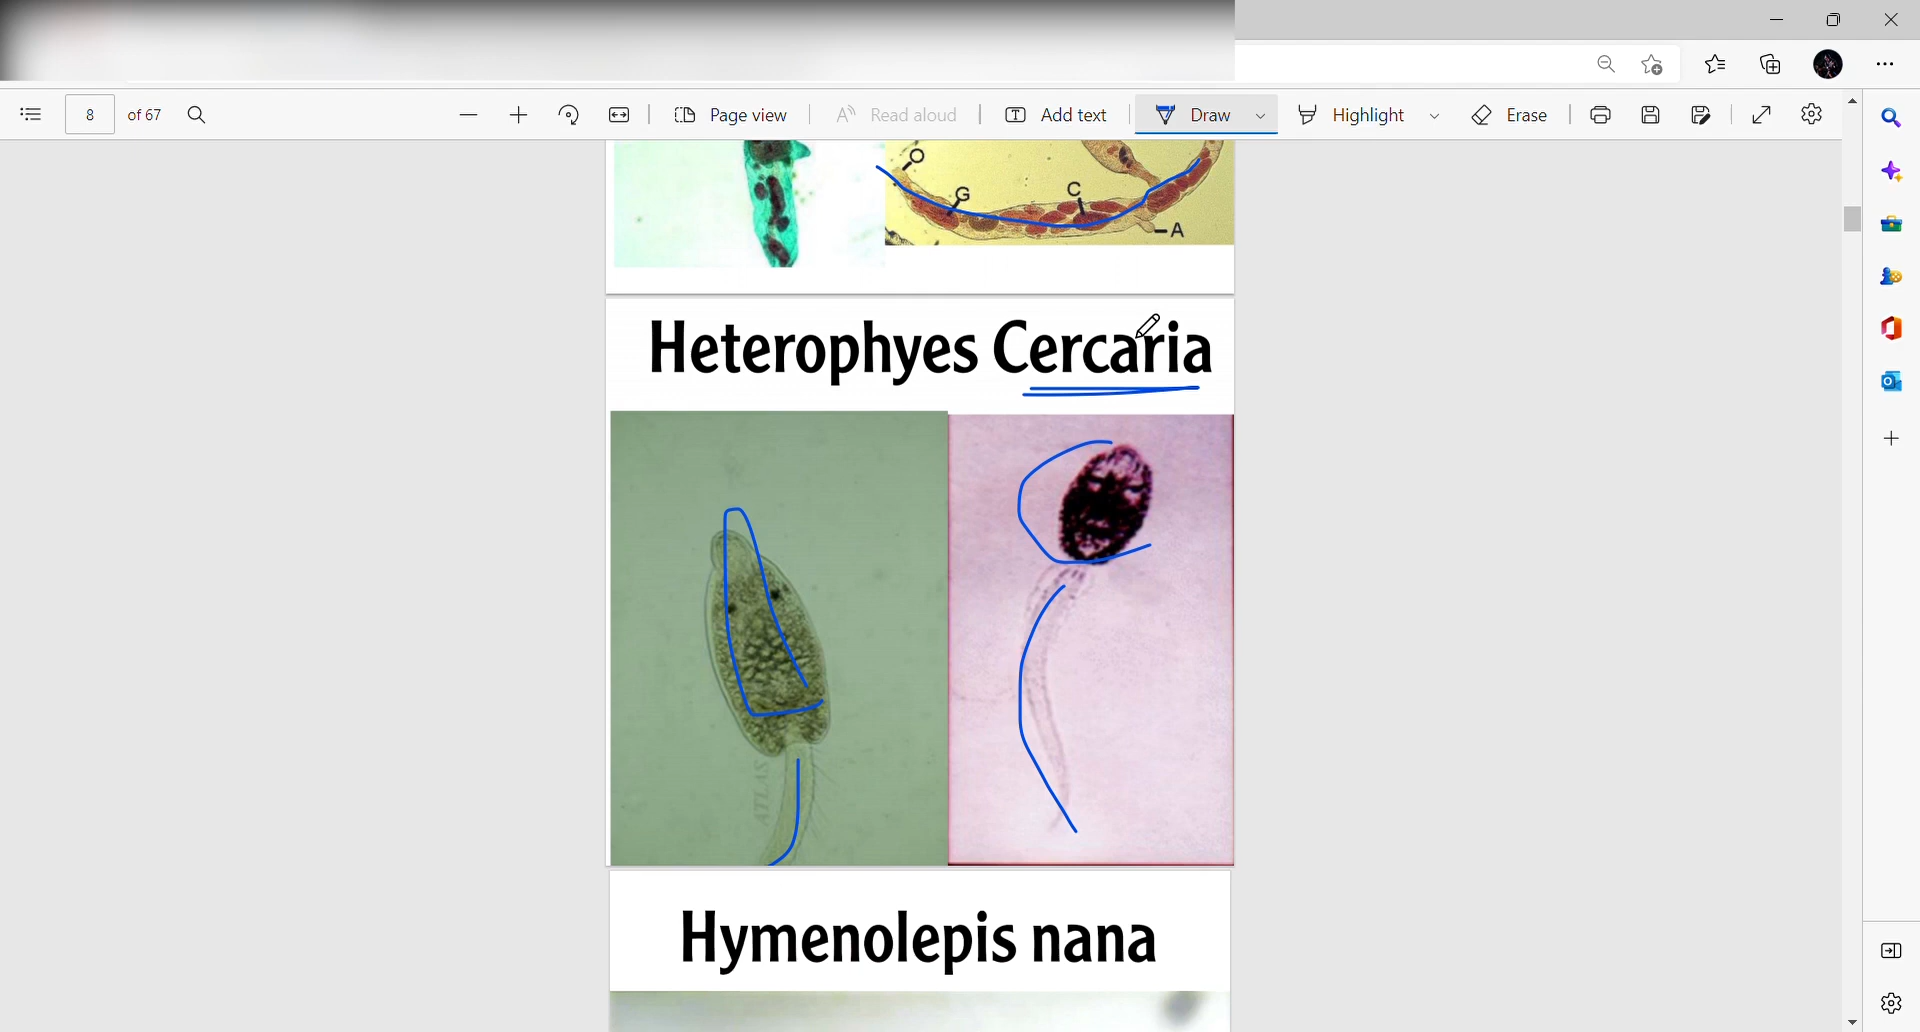 8 of 67
Page view
Read aloud
Add text
Draw
Highlight
Erase
O
G
C
A
Heterophyes Cercaria
ATLAS
Hymenolepis nana